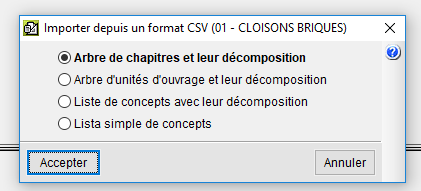 Importer depuis un format CSV (01 - CLOISONS BRIQUES)
Arbre de chapitres et leur décomposition
Arbre d'unités d'ouvrage et leur décomposition
Liste de concepts avec leur décomposition
Lista simple de concepts
Accepter
Annuler